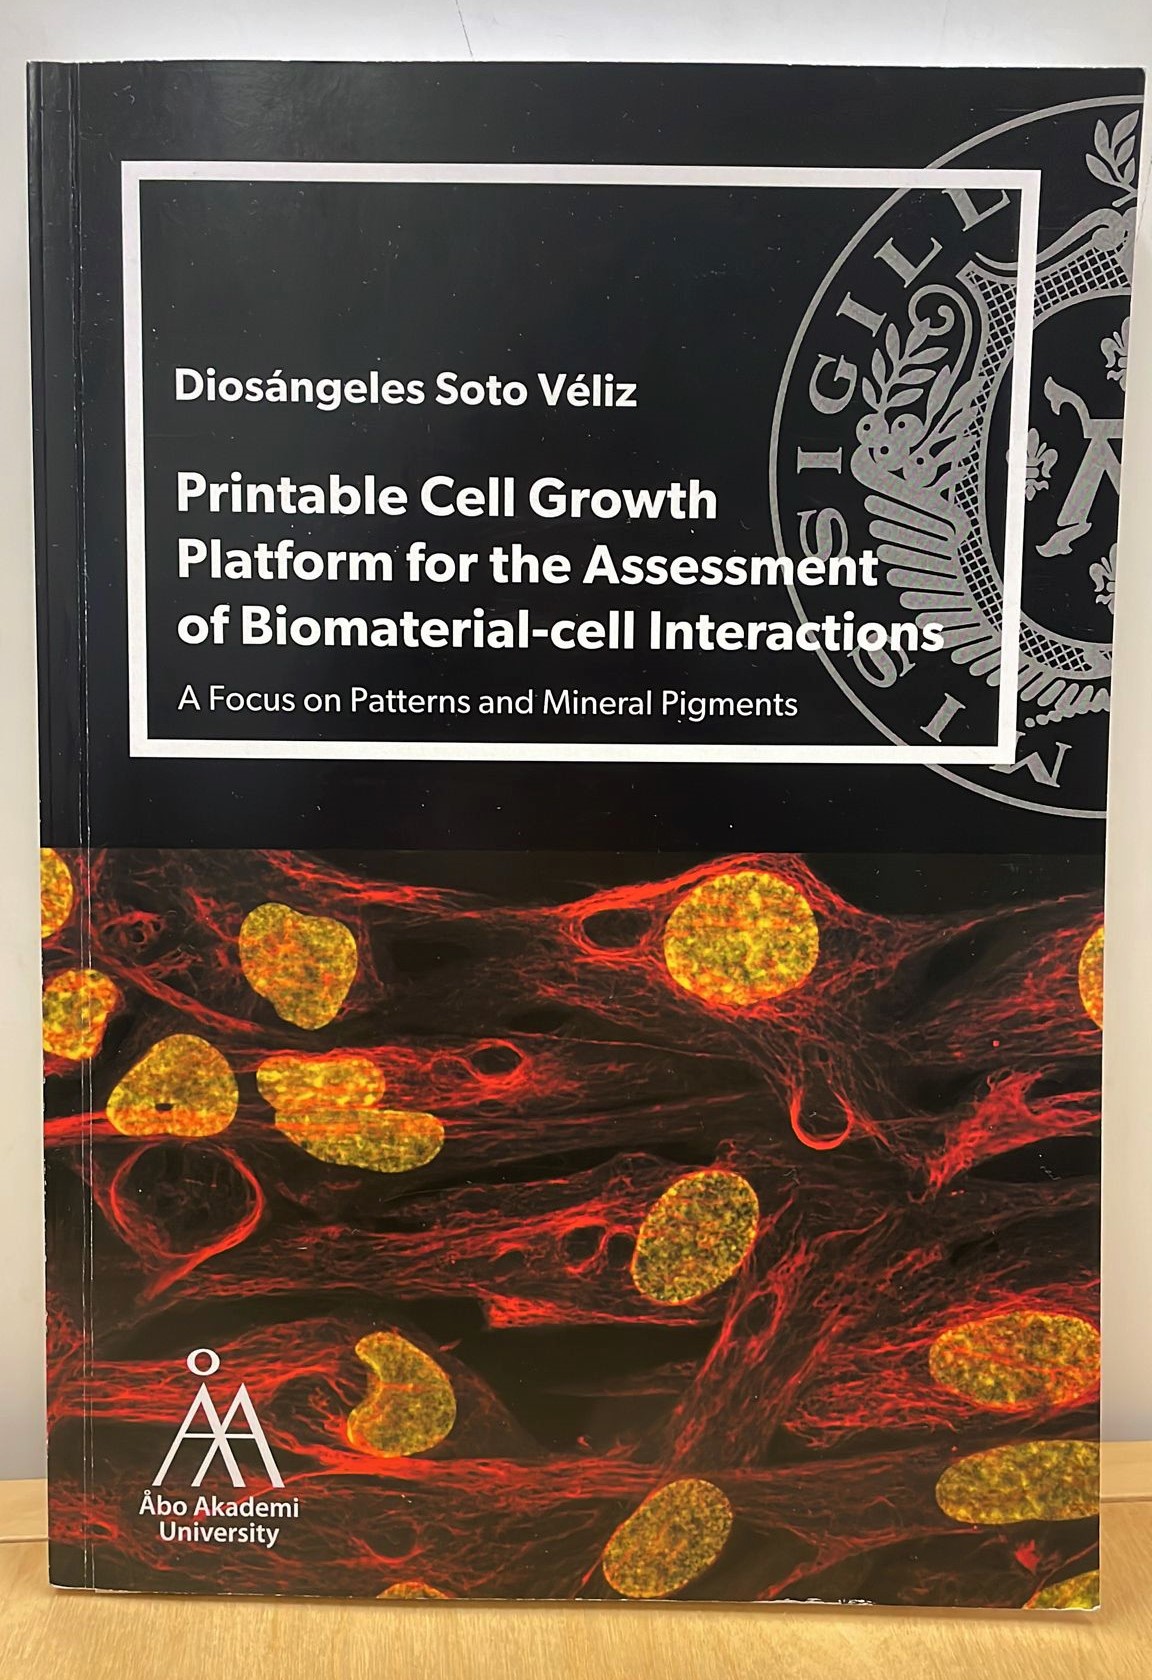 Diosángeles Soto Véliz
Printable Cell Growth
Platform for the Assessment
of Biomaterial-cell Interactions
A Focus on Patterns and Mineral Pigments
MISSIGILL
Åbo Akademi
University